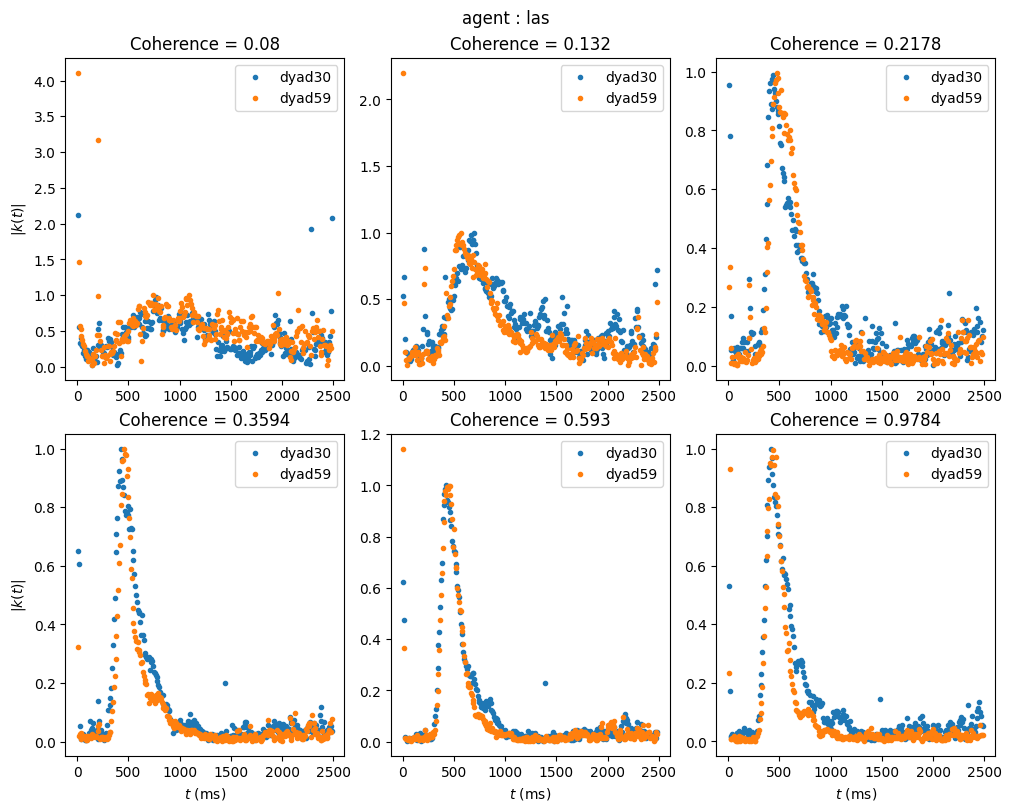 agent : las
Coherence = 0.08
Coherence = 0.132
Coherence = 0.2178
dyad30
dyad59
dyad30
dyad59
dyad30
dyad59
|k(t)|
4.0
3.5
3.0
2.5
2.0
1.5
1.0
0.5
0.0
2.0
1.5
1.0
0.5
0.0
1.0
0.8
0.6
0.4
0.2
0.0
0 500 1000 1500 2000 2500
0 500 1000 1500 2000 2500
0 500 1000 1500 2000 2500
Coherence = 0.3594
Coherence = 0.593
Coherence = 0.9784
dyad30
dyad59
dyad30
dyad59
dyad30
dyad59
|k(t)|
1.0
0.8
0.6
0.4
0.2
0.0
1.2
1.0
0.8
0.6
0.4
0.2
0.0
1.0
0.8
0.6
0.4
0.2
0.0
0 500 1000 1500 2000 2500
0 500 1000 1500 2000 2500
0 500 1000 1500 2000 2500
t (ms)
t (ms)
t (ms)